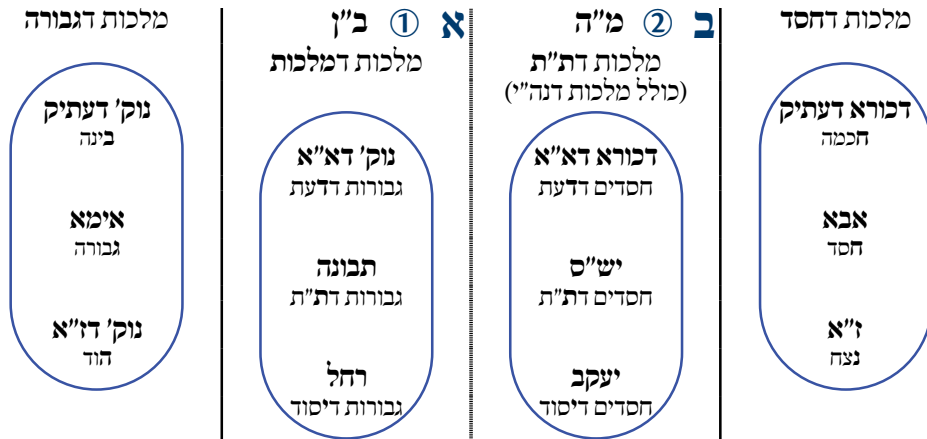 מלכות דחסד
דכורא דעתיק
חכמה
אבא
חסד
ז"א
נצח
ב ② מ"ה
מלכות דת"ת
(כולל מלכות דנה"י)
דכורא דא"א
חסדים דדעת
יש"ס
חסדים דת"ת
יעקב
חסדים דיסוד
א ① ב"ן
מלכות דמלכות
נוק' דא"א
גבורות דדעת
תבונה
גבורות דת"ת
רחל
גבורות דיסוד
מלכות דגבורה
נוק' דעתיק
בינה
אימא
גבורה
נוק' דז"א
הוד